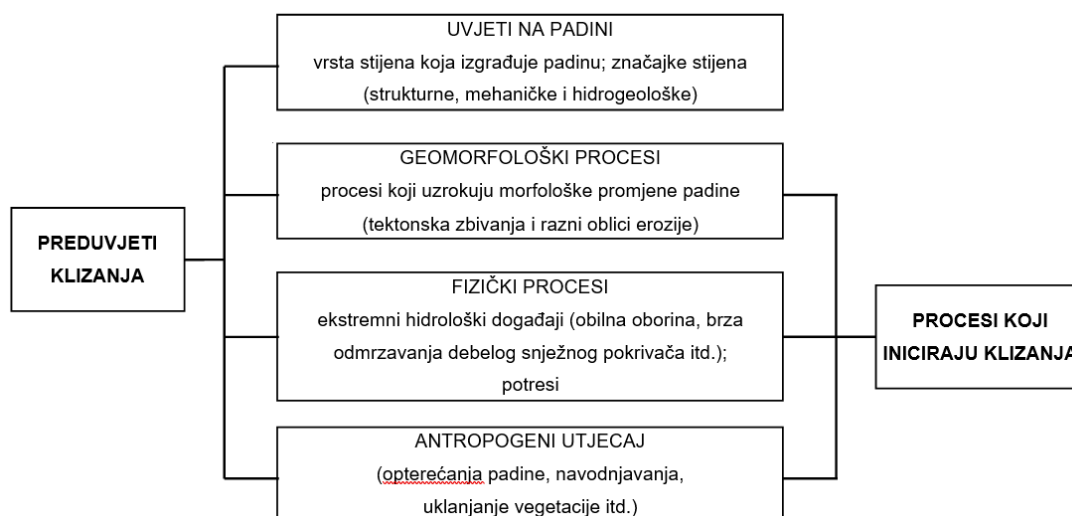 UVJETI NA PADINI
vrsta stijena koja izgrađuje padinu; značajke stijena
(strukturne, mehaničke i hidrogeološke)
GEOMORFOLOŠKI PROCESI
procesi koji uzrokuju morfološke promjene padine
(tektonska zbivanja i razni oblici erozije)
PREDUVJETI
KLIZANJA
FIZIČKI PROCESI
ekstremni hidrološki događaji (obilna oborina, brza
odmrzavanja debelog snježnog pokrivača itd.);
potresi
PROCESI KOJI
INICIRAJU KLIZANJA
ANTROPOGENI UTJECAJ
(opterećanja padine, navodnjavanja,
uklanjanje vegetacije itd.)